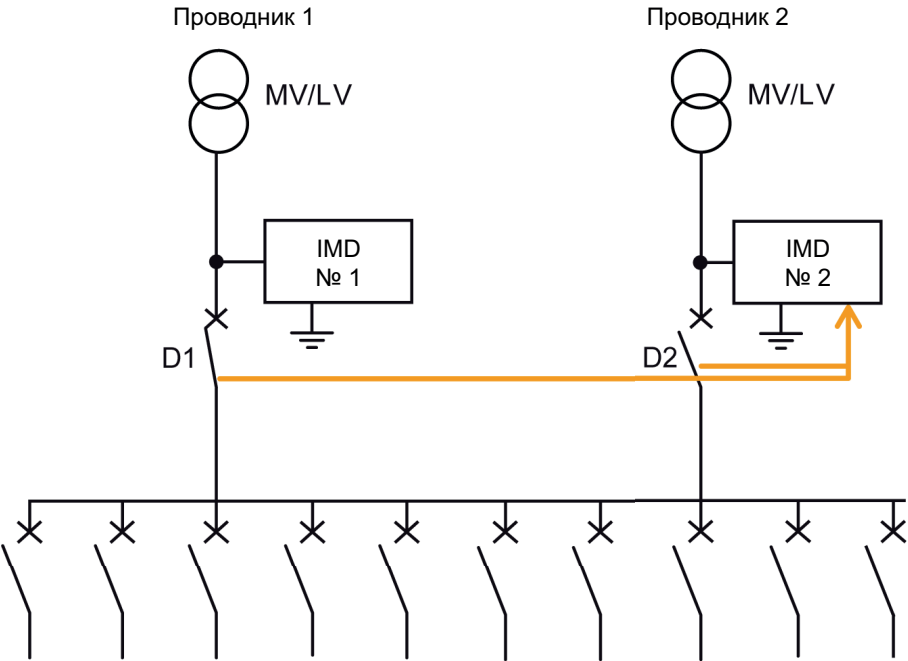 Проводник 1
Проводник 2
MV/LV
MV/LV
IMD
№ 1
IMD
№ 2
D1
D2